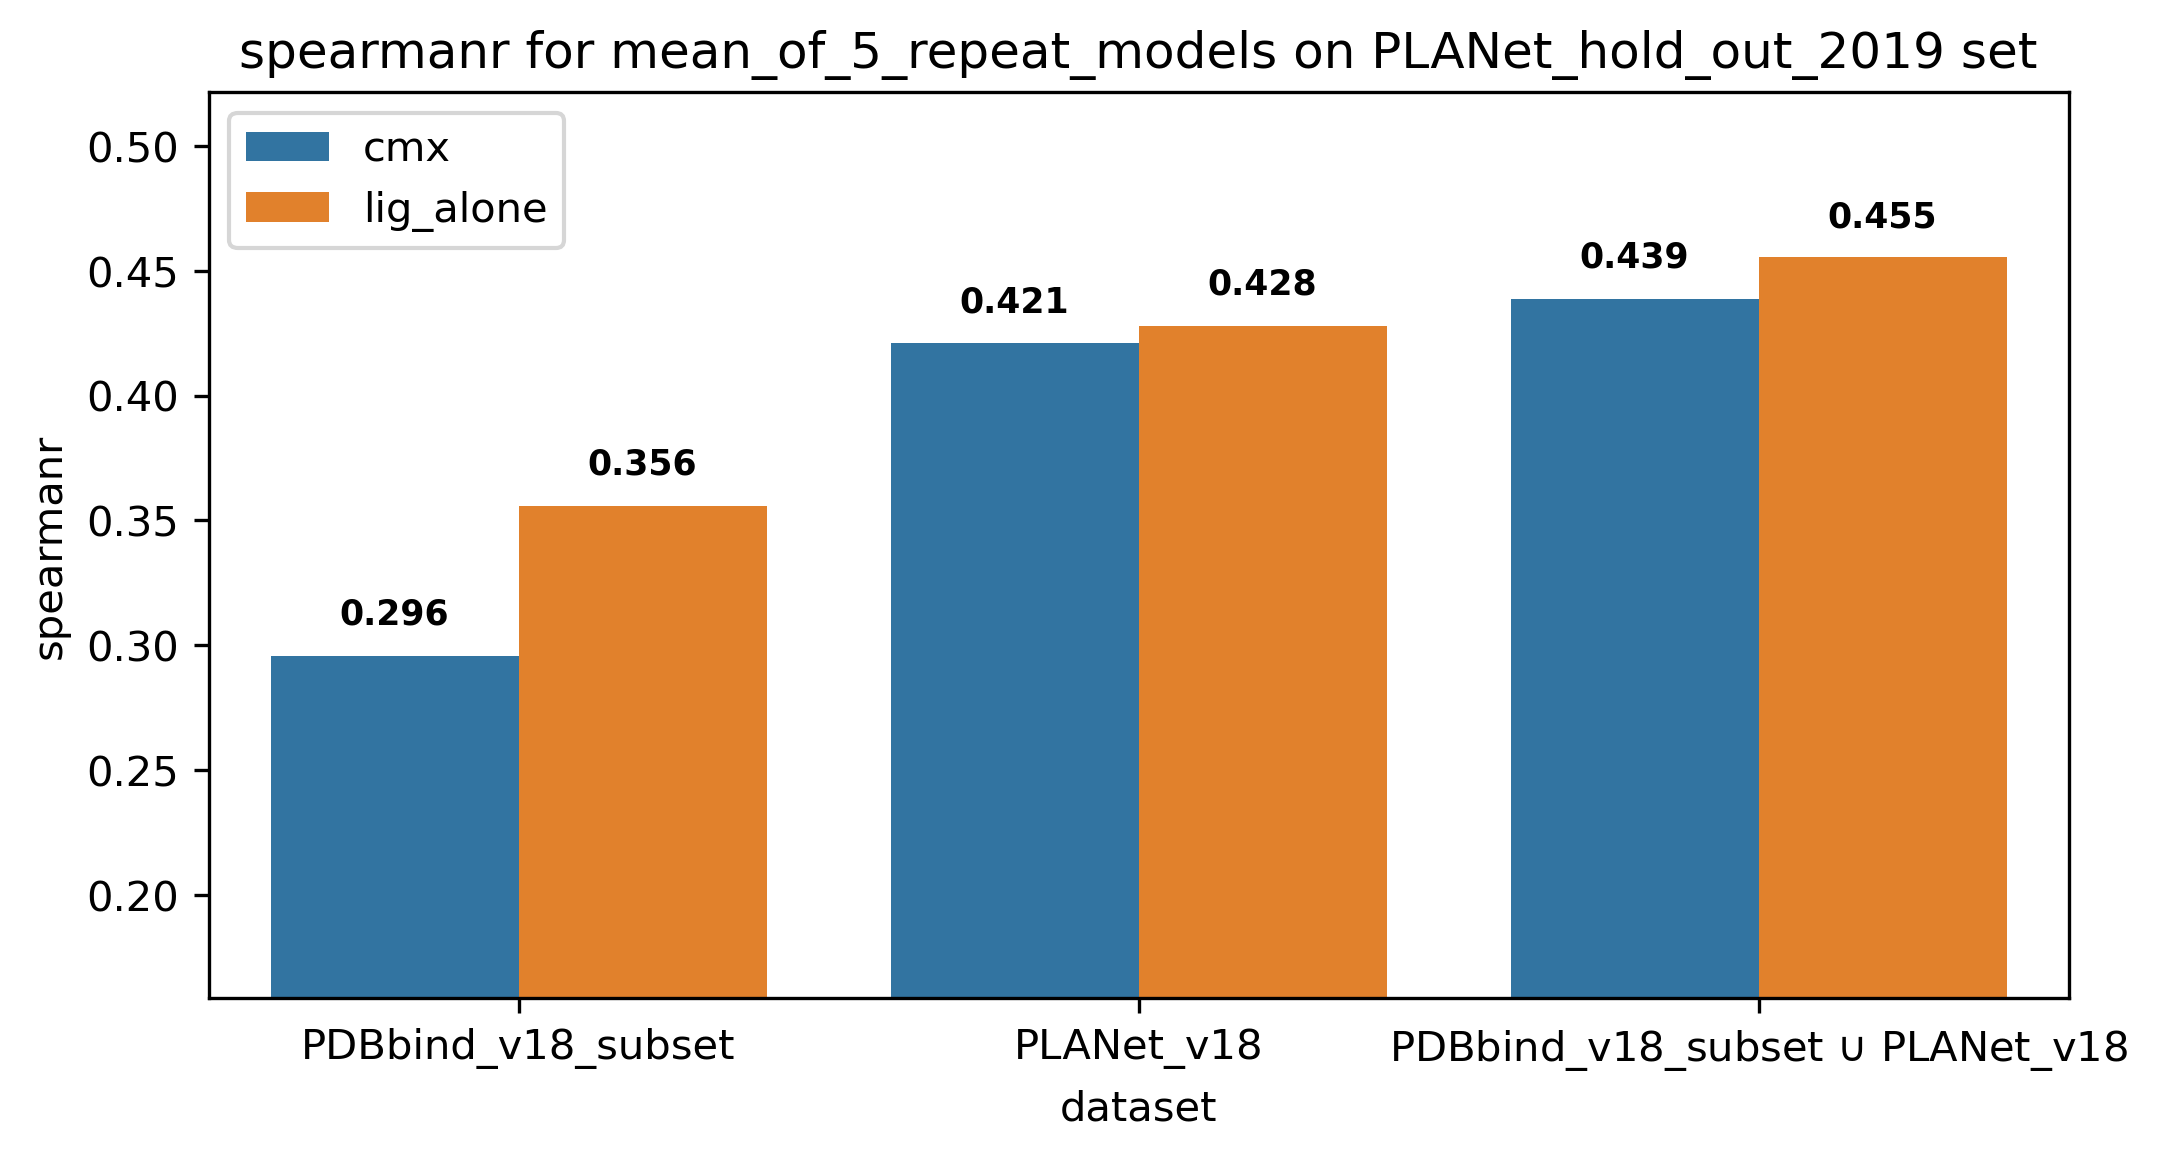 spearmanr for mean_of_5_repeat_models on PLANet_hold_out_2019 set
cmx
lig_alone
spearmanr
0.50
0.45
0.40
0.35
0.30
0.25
0.20
0.296
0.356
0.421
0.428
0.439
0.455
PDBbind_v18_subset
PLANet_v18
PDBbind_v18_subset ∪ PLANet_v18
dataset